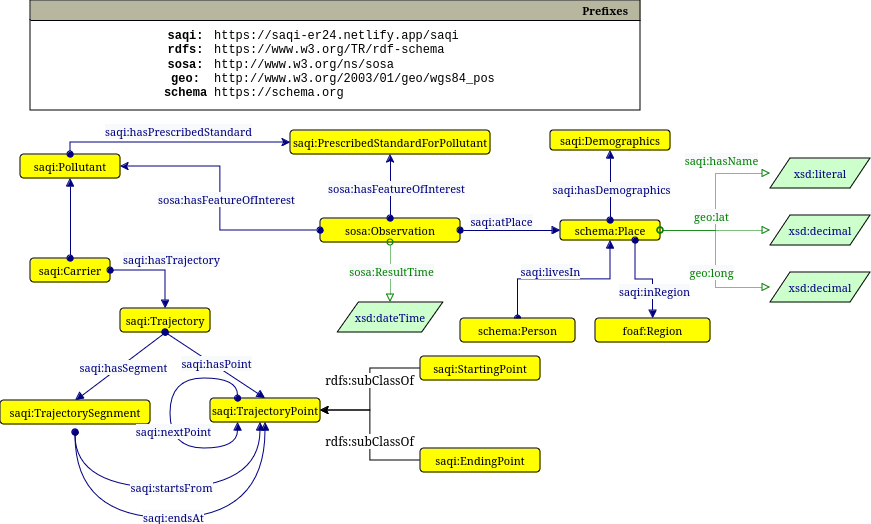 Prefixes
saqi: https://saqi-er24.netlify.app/saqi
rdfs: https://www.w3.org/TR/rdf-schema
sosa: http://www.w3.org/ns/sosa
geo: http://www.w3.org/2003/01/geo/wgs84_pos
schema https://schema.org
saqi:hasPrescribedStandard
saqi:PrescribedStandardForPollutant
saqi:Demographics
saqi:Pollutant
saqi:hasName
xsd:literal
sosa:hasFeatureOfInterest
sosa:hasFeatureOfInterest
saqi:hasDemographics
geo:lat
saqi:atPlace
sosa:Observation
schema:Place
xsd:decimal
saqi:hasTrajectory
saqi:Carrier
sosa:ResultTime
saqi:livesIn
geo:long
xsd:decimal
saqi:inRegion
saqi:Trajectory
xsd:dateTime
schema:Person
foaf:Region
saqi:hasSegment
saqi:hasPoint
saqi:StartingPoint
rdfs:subClassOf
saqi:TrajectorySegnment
saqi:TrajectoryPoint
saqi:nextPoint
rdfs:subClassOf
saqi:EndingPoint
saqi:startsFrom
saqi:endsAt